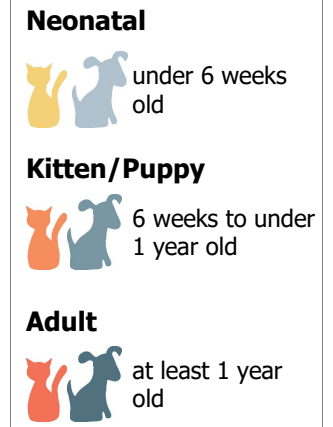 Neonatal
under 6 weeks
old
Kitten/Puppy
6 weeks to under
1 year old
Adult
at least 1 year
old